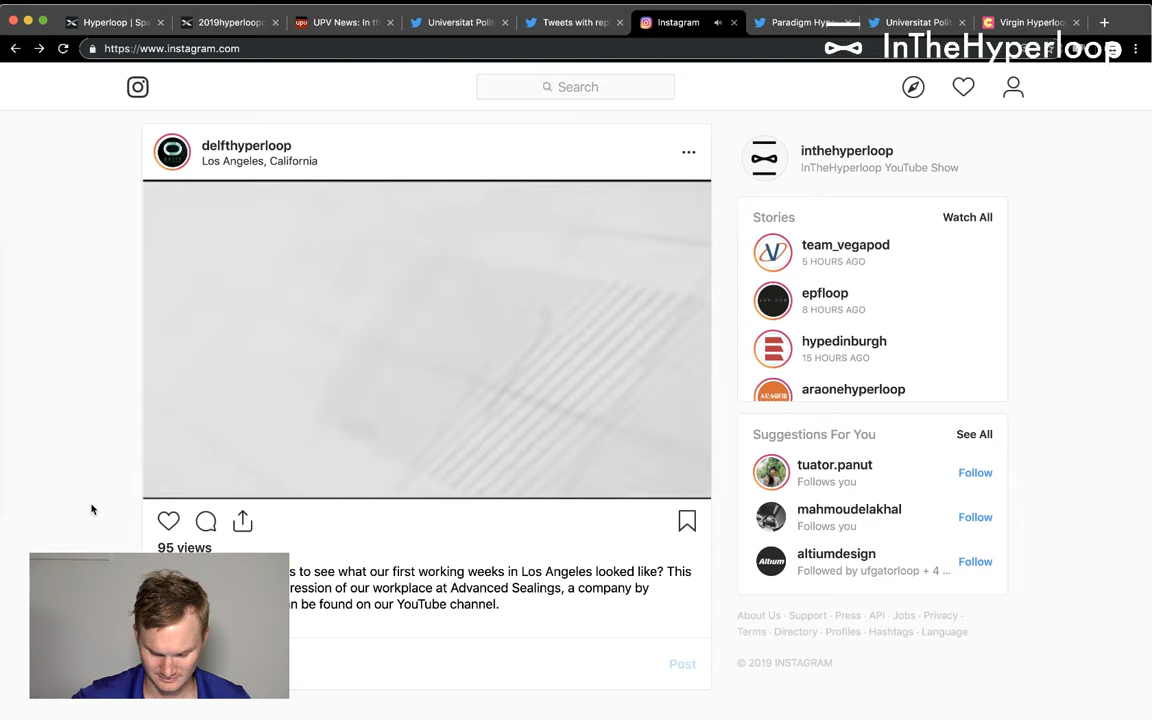 Hyperloop | Spa
2019hyperloop
UPV News: In th
Universitat Polit
Tweets with rep
Instagram
Paradigm Hyp
Universitat Polit
Virgin Hyperloo
https://www.instagram.com
InTheHyperloop
Search
delfthyperloop
Los Angeles, California
inthehyperloop
InTheHyperloop YouTube Show
Stories
Watch All
team_vegapod
5 HOURS AGO
epfloop
8 HOURS AGO
hypedinburgh
15 HOURS AGO
araonehyperloop
Suggestions For You
See All
tuator.panut
Follows you
Follow
mahmoudelakhal
Follows you
Follow
Altium
altiumdesign
Followed by ufgatorloop + 4 ...
Follow
95 views
s to see what our first working weeks in Los Angeles looked like? This
ression of our workplace at Advanced Sealings, a company by
n be found on our YouTube channel.
Post
About Us · Support · Press · API · Jobs · Privacy ·
Terms · Directory · Profiles · Hashtags · Language
© 2019 INSTAGRAM